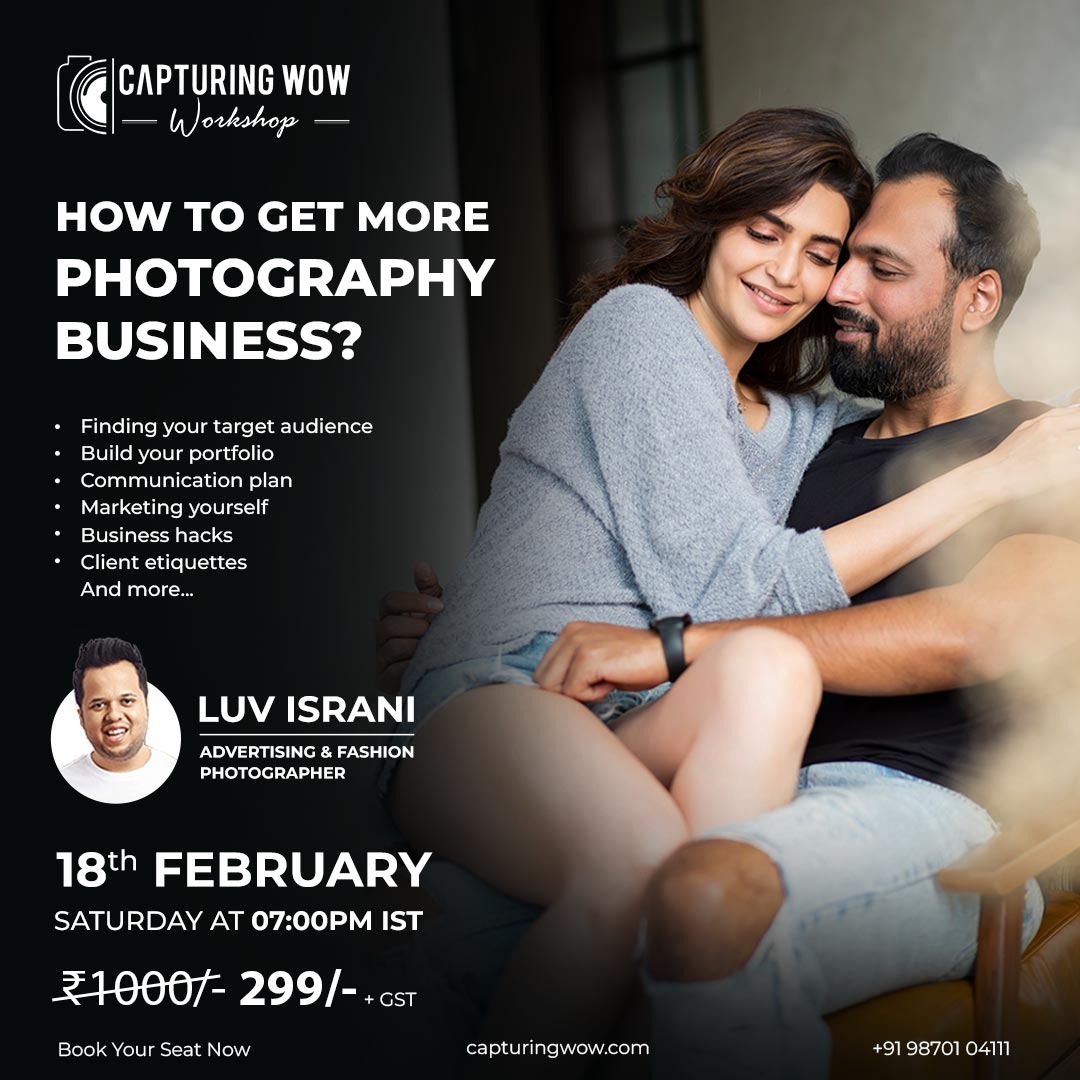 CAPTURING WOW
Workshop
HOW TO GET MORE
PHOTOGRAPHY
BUSINESS?
• Finding your target audience
• Build your portfolio
• Communication plan
• Marketing yourself
• Business hacks
• Client etiquettes
And more...
LUV ISRANI
ADVERTISING & FASHION
PHOTOGRAPHER
18th FEBRUARY
SATURDAY AT 07:00PM IST
₹1000/- 299/- + GST
Book Your Seat Now
capturingwow.com
+91 98701 04111